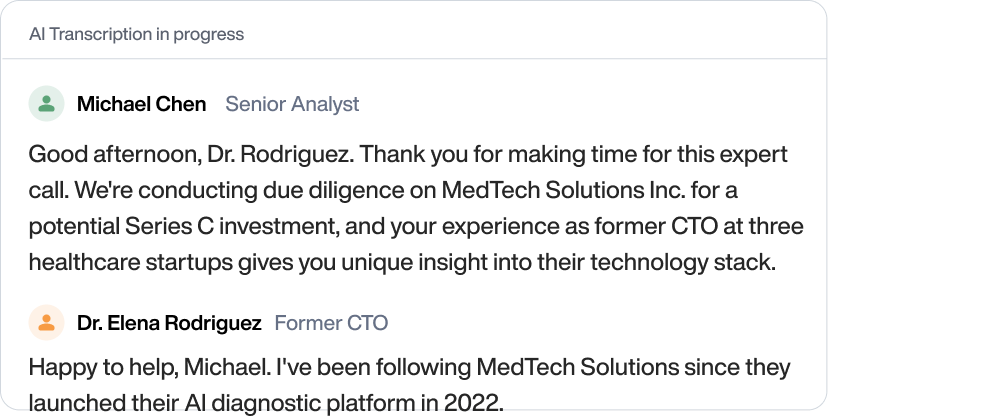 AI Transcription in progress
Michael Chen Senior Analyst
Good afternoon, Dr. Rodriguez. Thank you for making time for this expert
call. We're conducting due diligence on MedTech Solutions Inc. for a
potential Series C investment, and your experience as former CTO at three
healthcare startups gives you unique insight into their technology stack.
Dr. Elena Rodriguez Former CTO
Happy to help, Michael. I've been following MedTech Solutions since they
launched their AI diagnostic platform in 2022.